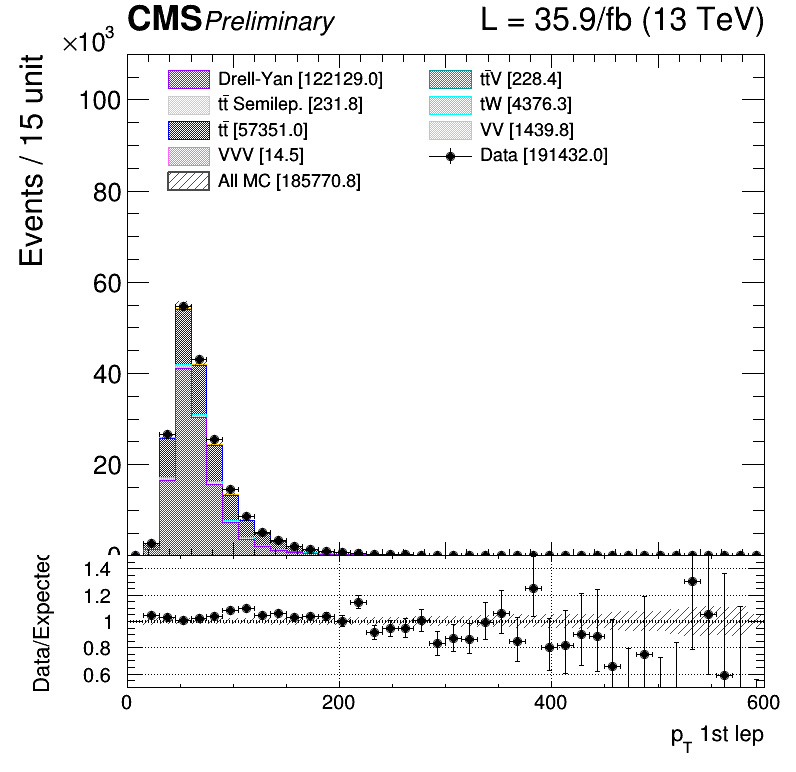 CMS Preliminary L = 35.9/fb (13 TeV)
×10³
Events / 15 unit
Drell-Yan [122129.0]
tt̄ Semilep. [231.8]
tt̄ [57351.0]
VVV [14.5]
All MC [185770.8]
tt̄V [228.4]
tW [4376.3]
VV [1439.8]
Data [191432.0]
100
80
60
40
20
0
Data/Expected
1.4
1.2
1
0.8
0.6
0 200 400 600
p_T 1st lep